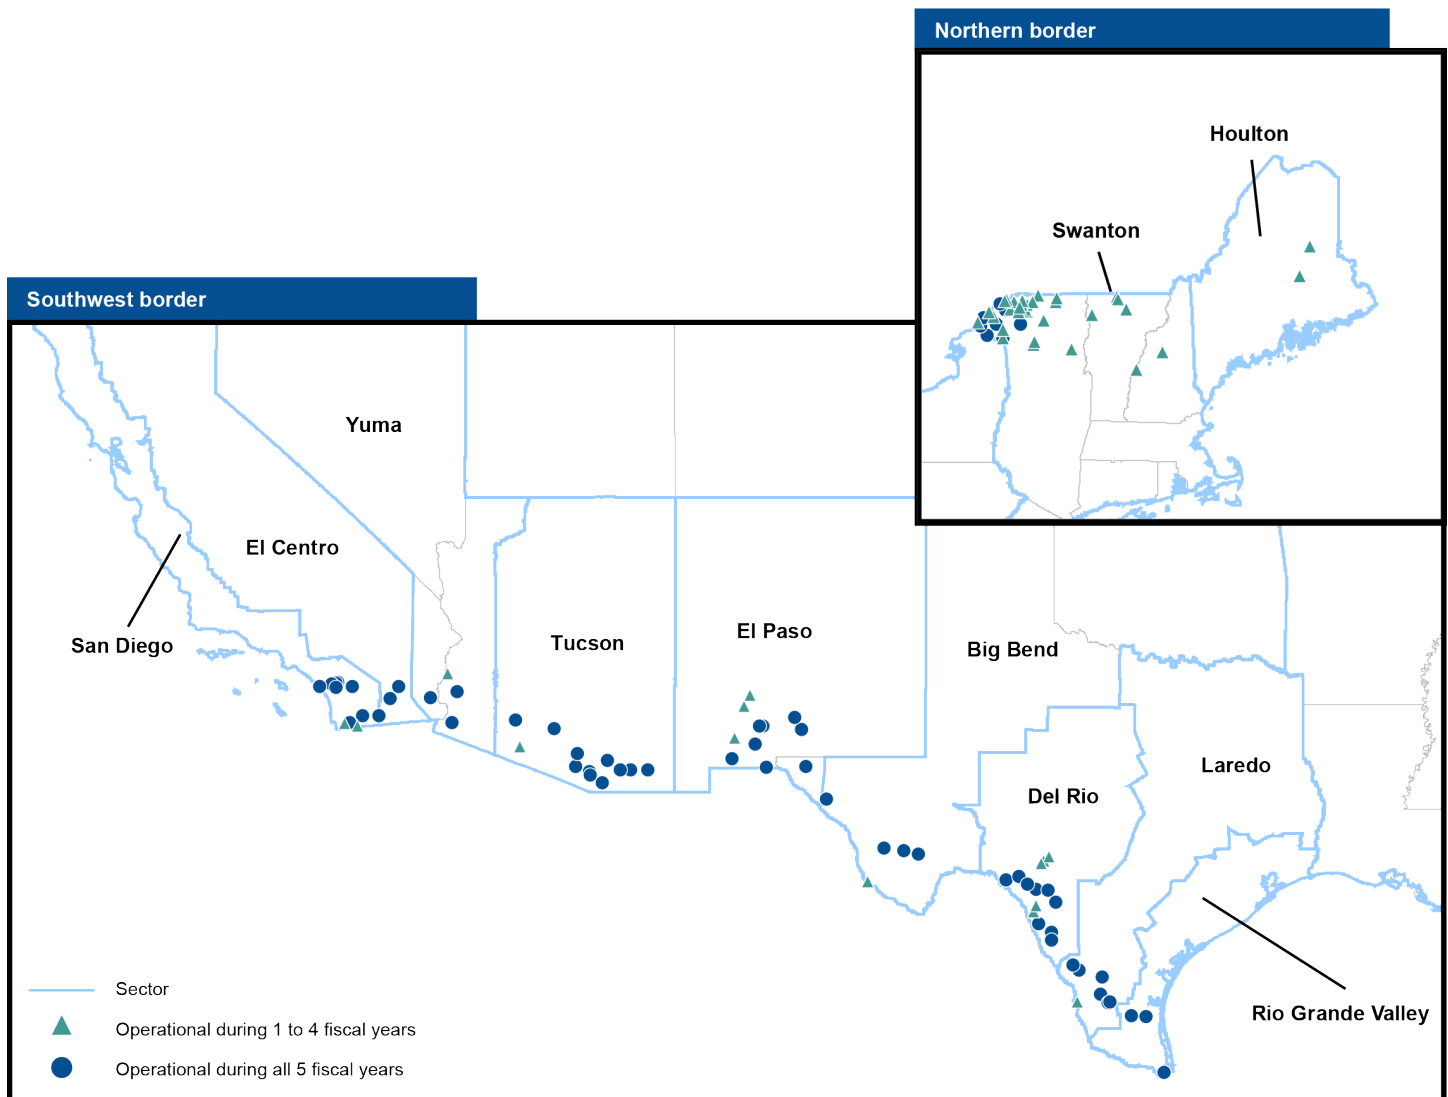 Northern border
Houlton
Swanton
Southwest border
Yuma
El Centro
San Diego
Tucson
El Paso
Big Bend
Laredo
Del Rio
Rio Grande Valley
Sector
Operational during 1 to 4 fiscal years
Operational during all 5 fiscal years